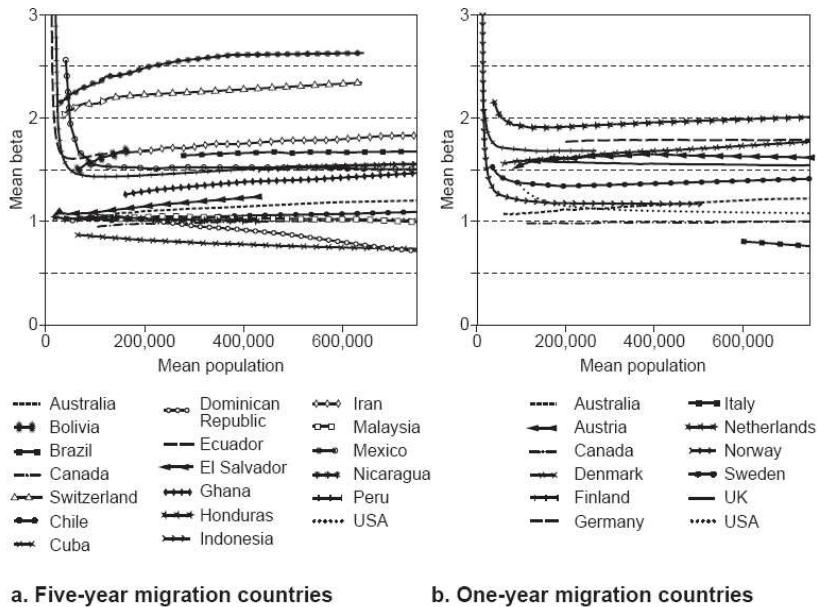 3
2
1
0
Mean beta
0
200,000
400,000
600,000
Mean population
3
2
1
0
Mean beta
0
200,000
400,000
600,000
Mean population
Australia
Bolivia
Brazil
Canada
Switzerland
Chile
Cuba
Dominican
Republic
Ecuador
El Salvador
Ghana
Honduras
Indonesia
Iran
Malaysia
Mexico
Nicaragua
Peru
USA
Australia
Austria
Canada
Denmark
Finland
Germany
Italy
Netherlands
Norway
Sweden
UK
USA
a. Five-year migration countries
b. One-year migration countries